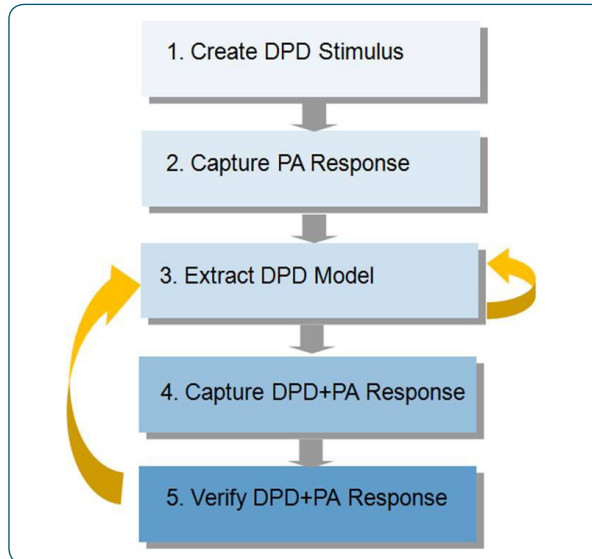 1. Create DPD Stimulus
2. Capture PA Response
3. Extract DPD Model
4. Capture DPD+PA Response
5. Verify DPD+PA Response